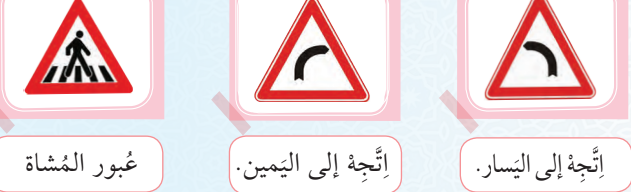 اِتَّجِهْ إلى اليَسار.
اِتَّجِهْ إلى اليَمين.
عُبور المُشاة